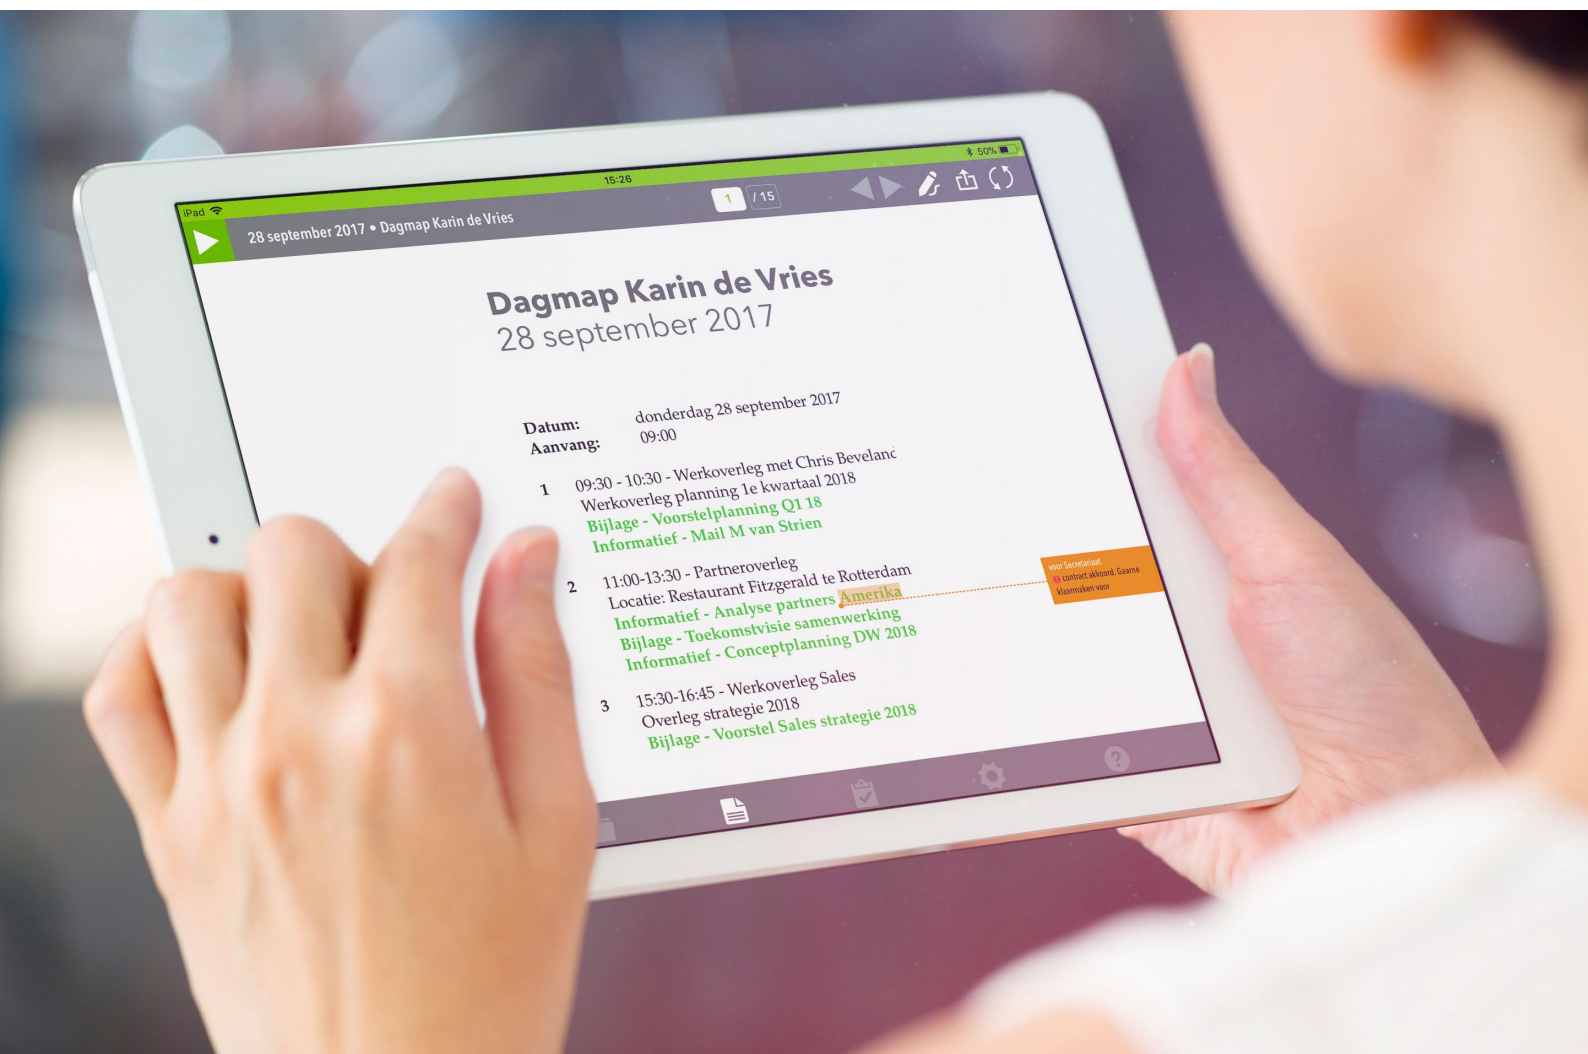 iPad
15:26
50%
28 september 2017 • Dagmap Karin de Vries
1 / 15
Dagmap Karin de Vries
28 september 2017
Datum: donderdag 28 september 2017
Aanvang: 09:00
1 09:30 - 10:30 - Werkoverleg met Chris Beveland
Werkoverleg planning 1e kwartaal 2018
Bijlage - Voorstelplanning Q1 18
Informatief - Mail M van Strien
2 11:00-13:30 - Partneroverleg
Locatie: Restaurant Fitzgerald te Rotterdam
Informatief - Analyse partners Amerika
Bijlage - Toekomstvisie samenwerking
Informatief - Conceptplanning DW 2018
voor Secretariaat
contract akkoord. Gaarne
klaarmaken voor
3 15:30-16:45 - Werkoverleg Sales
Overleg strategie 2018
Bijlage - Voorstel Sales strategie 2018
?